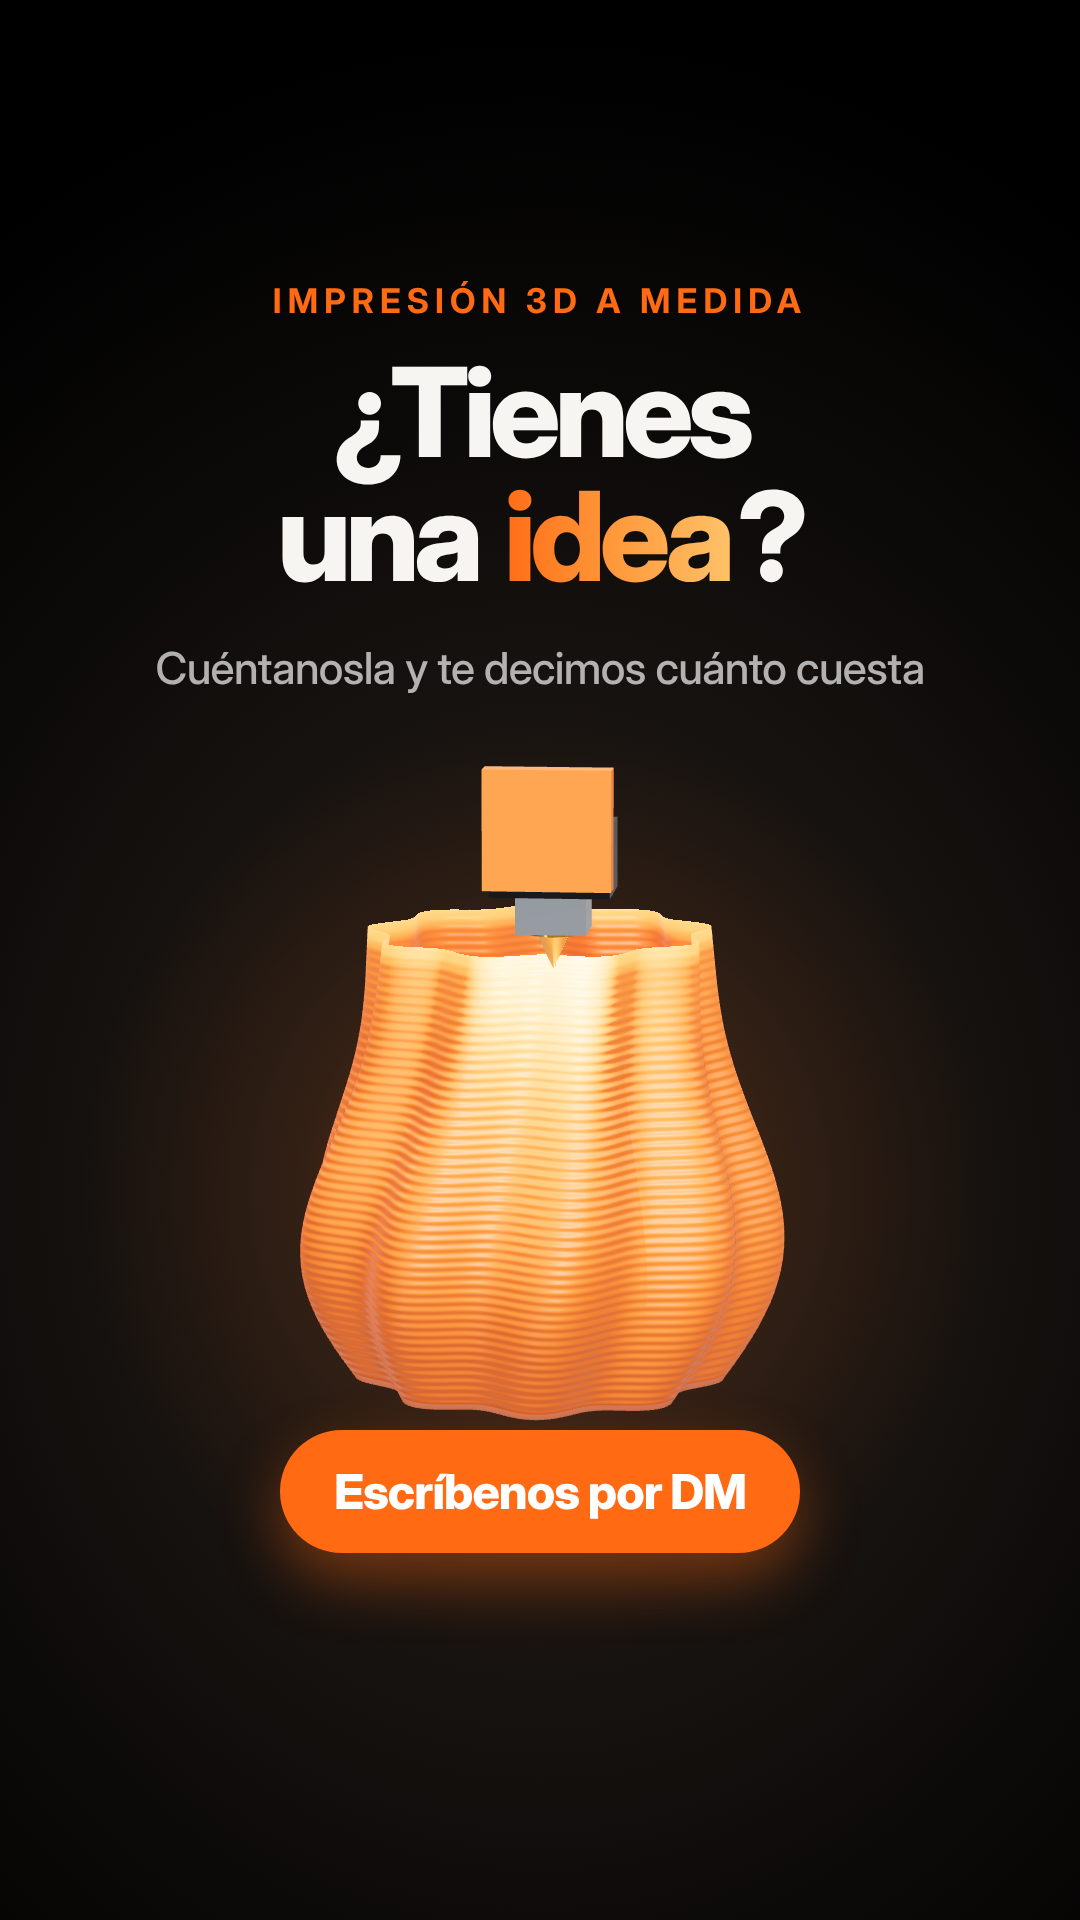 IMPRESIÓN 3D A MEDIDA
¿Tienes
una idea?
Cuéntanosla y te decimos cuánto cuesta
Escríbenos por DM